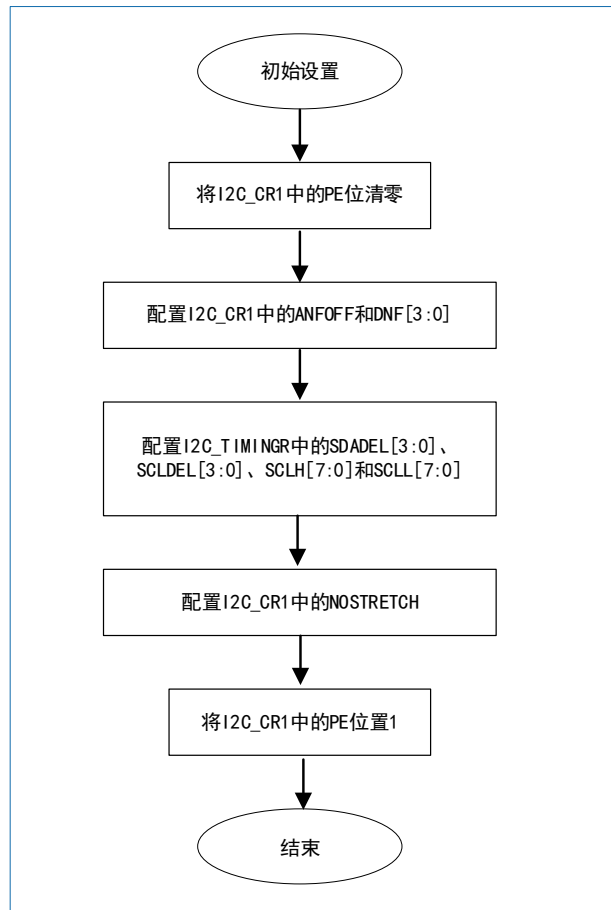 初始设置
将I2C_CR1中的PE位清零
配置I2C_CR1中的ANFOFF和DNF[3:0]
配置I2C_TIMINGR中的SDADEL[3:0]、
SCLDEL[3:0]、SCLH[7:0]和SCLL[7:0]
配置I2C_CR1中的NOSTRETCH
将I2C_CR1中的PE位置1
结束